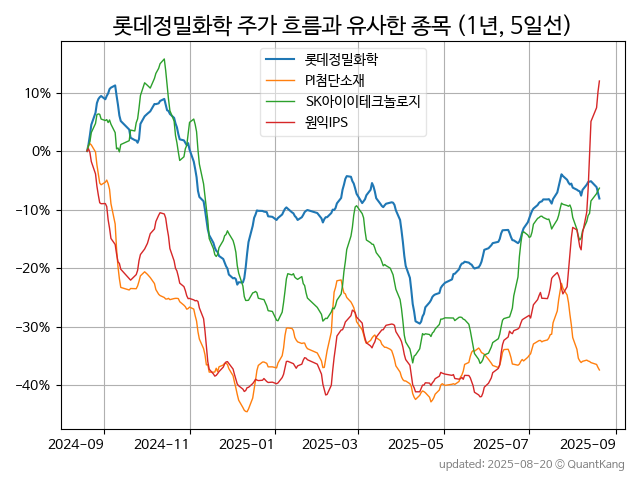 롯데정밀화학 주가 흐름과 유사한 종목 (1년, 5일선)
롯데정밀화학
PI첨단소재
SK아이이테크놀로지
원익IPS
10%
0%
−10%
−20%
−30%
−40%
2024-09 2024-11 2025-01 2025-03 2025-05 2025-07 2025-09
updated: 2025-08-20 © QuantKang